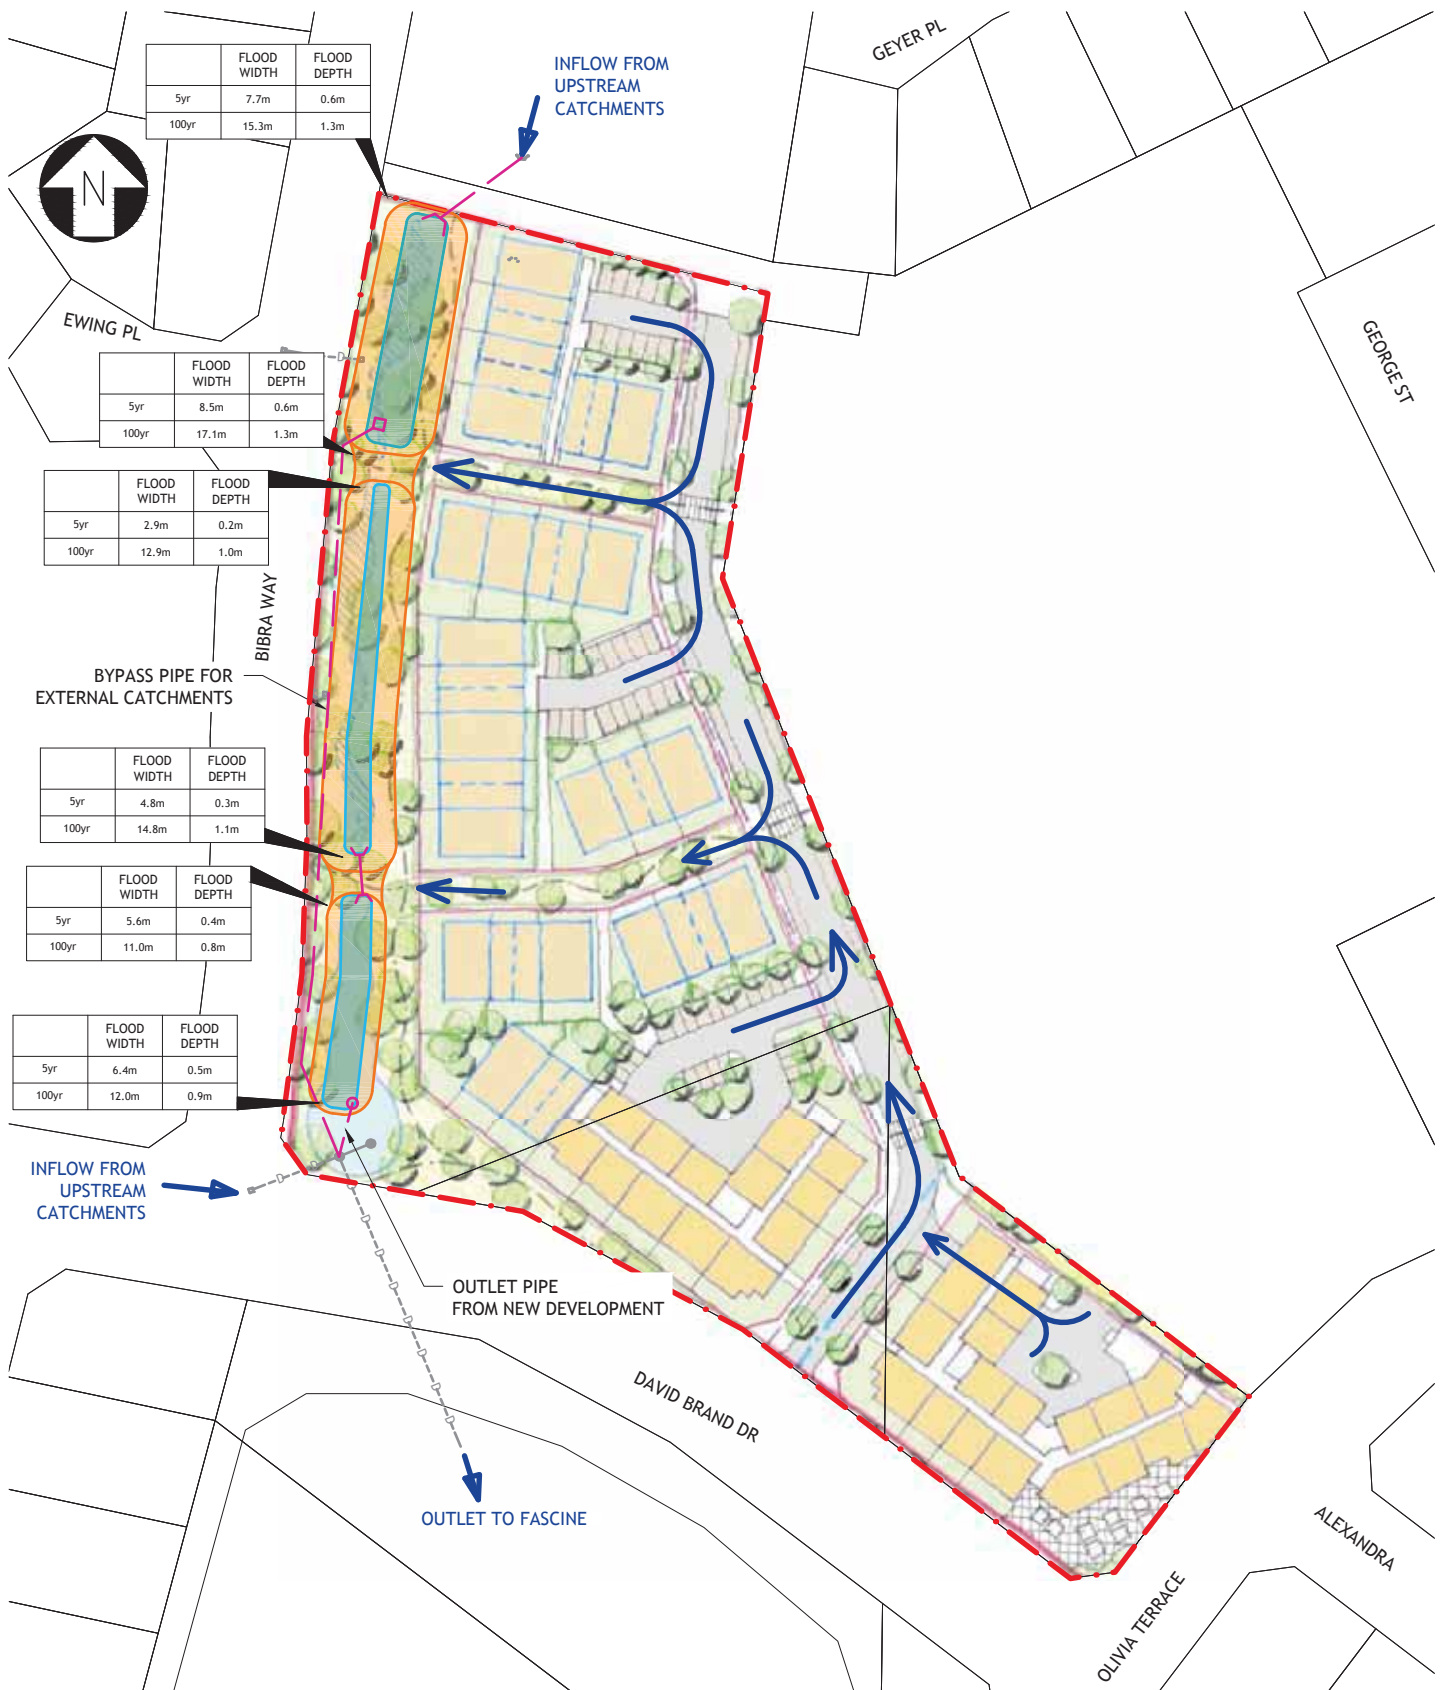 GEYER PL
INFLOW FROM
UPSTREAM
CATCHMENTS
FLOOD WIDTH FLOOD DEPTH
5yr 7.7m 0.6m
100yr 15.3m 1.3m
N
EWING PL
GEORGE ST
FLOOD WIDTH FLOOD DEPTH
5yr 8.5m 0.6m
100yr 17.1m 1.3m
FLOOD WIDTH FLOOD DEPTH
5yr 2.9m 0.2m
100yr 12.9m 1.0m
BIBRA WAY
BYPASS PIPE FOR
EXTERNAL CATCHMENTS
FLOOD WIDTH FLOOD DEPTH
5yr 4.8m 0.3m
100yr 14.8m 1.1m
FLOOD WIDTH FLOOD DEPTH
5yr 5.6m 0.4m
100yr 11.0m 0.8m
FLOOD WIDTH FLOOD DEPTH
5yr 6.4m 0.5m
100yr 12.0m 0.9m
INFLOW FROM
UPSTREAM
CATCHMENTS
OUTLET PIPE
FROM NEW DEVELOPMENT
DAVID BRAND DR
OUTLET TO FASCINE
ALEXANDRA
OLIVIA TERRACE